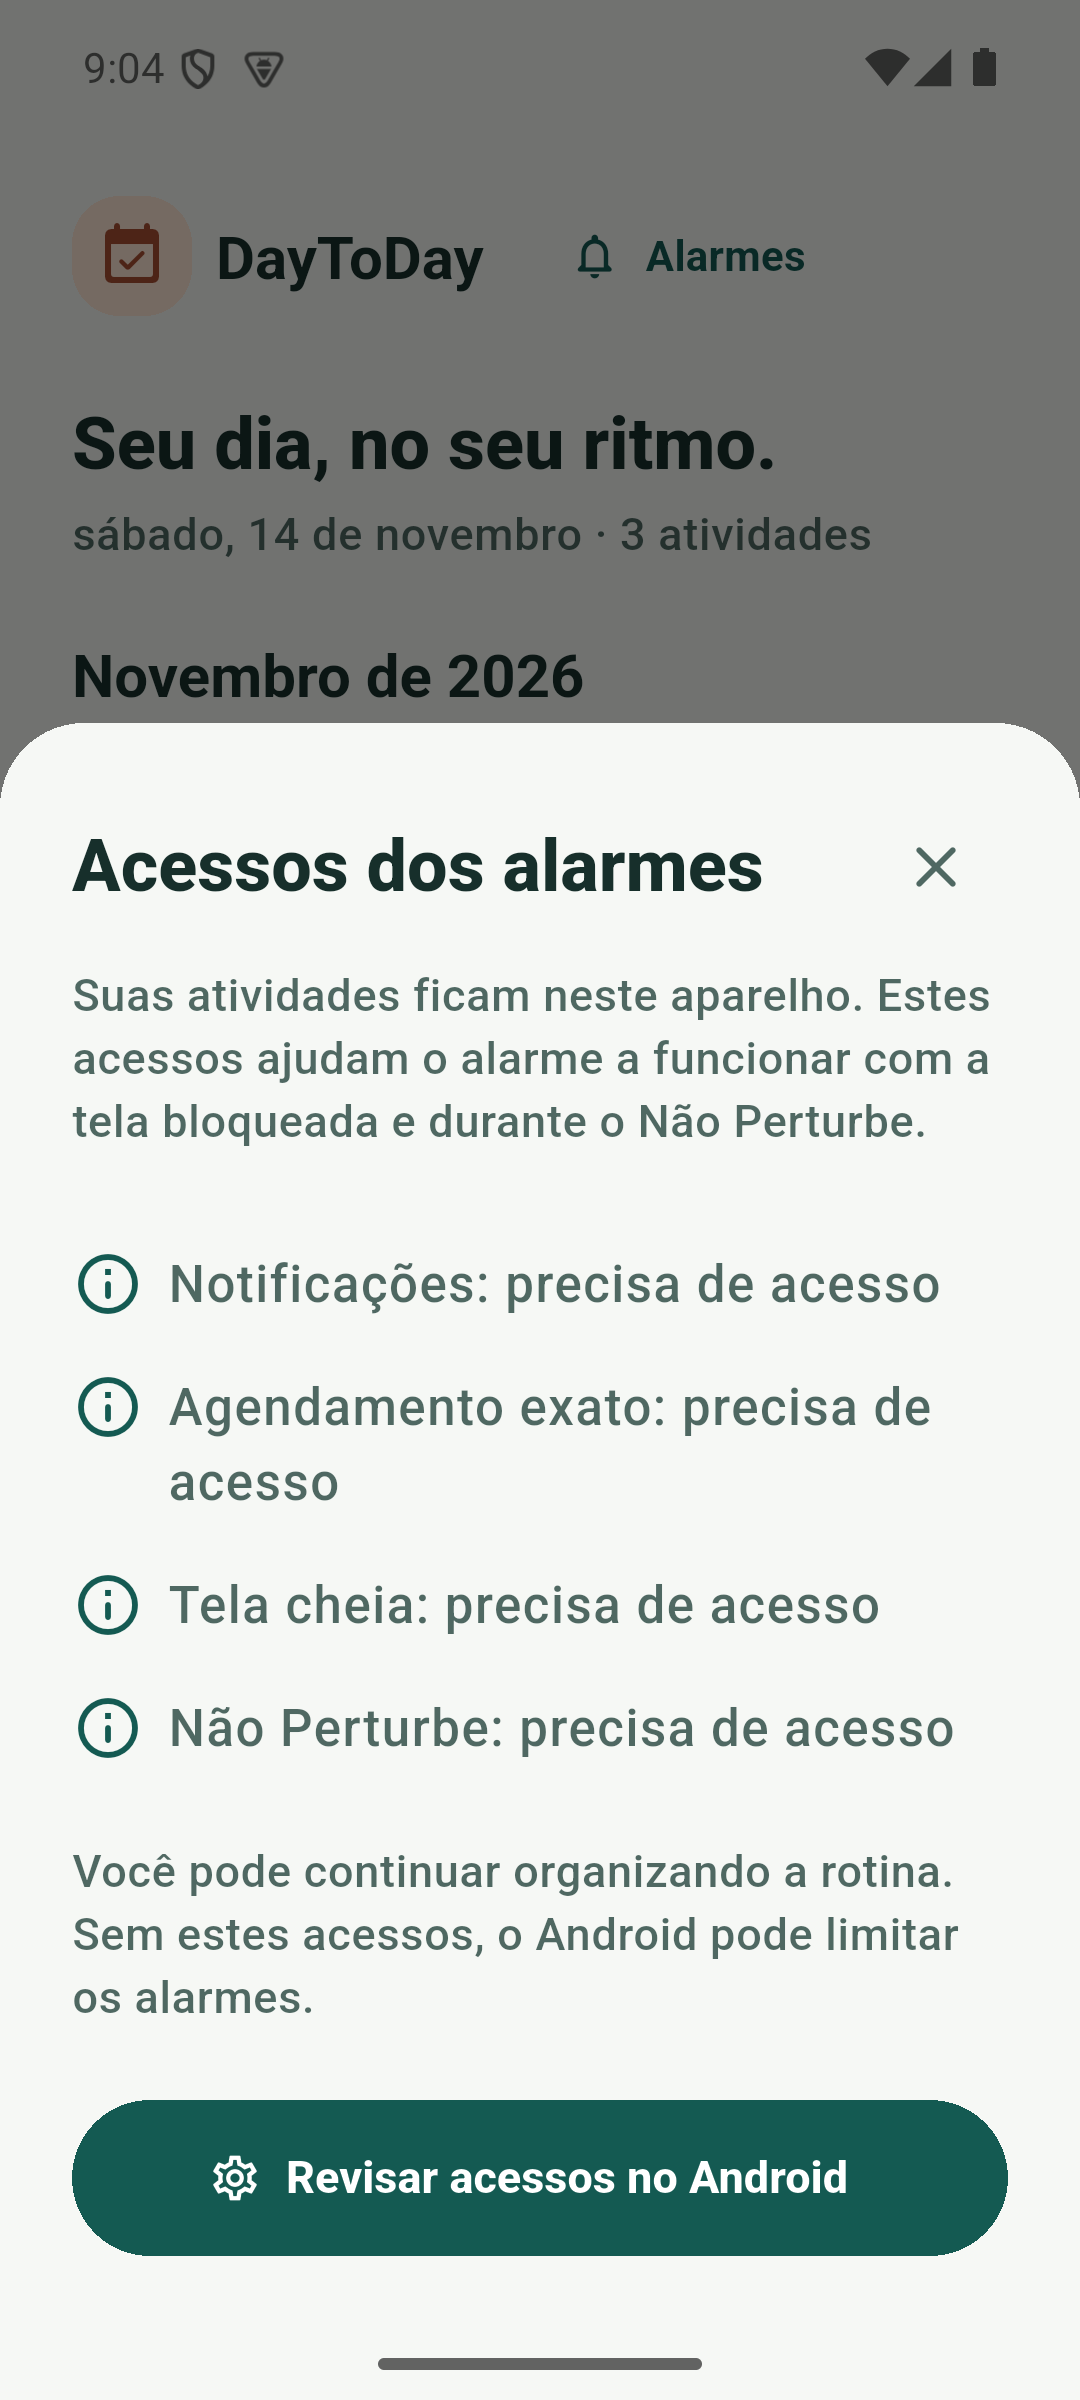 9:04
DayToDay
Alarmes
Seu dia, no seu ritmo.
sábado, 14 de novembro · 3 atividades
Novembro de 2026
Acessos dos alarmes
Suas atividades ficam neste aparelho. Estes
acessos ajudam o alarme a funcionar com a
tela bloqueada e durante o Não Perturbe.
Notificações: precisa de acesso
Agendamento exato: precisa de
acesso
Tela cheia: precisa de acesso
Não Perturbe: precisa de acesso
Você pode continuar organizando a rotina.
Sem estes acessos, o Android pode limitar
os alarmes.
Revisar acessos no Android